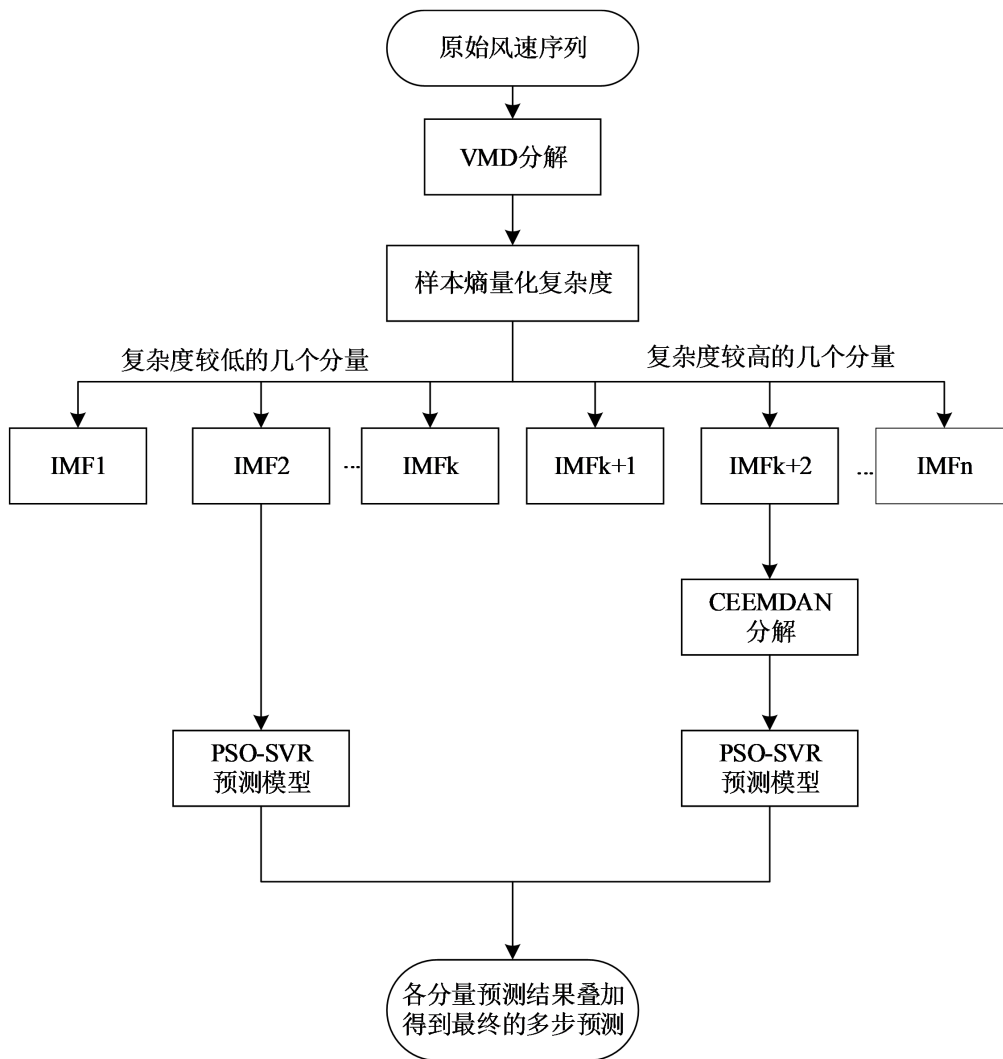 原始风速序列
VMD分解
样本熵量化复杂度
复杂度较低的几个分量
复杂度较高的几个分量
IMF1
IMF2
...
IMFk
IMFk+1
IMFk+2
...
IMFn
CEEMDAN
分解
PSO-SVR
预测模型
PSO-SVR
预测模型
各分量预测结果叠加
得到最终的多步预测